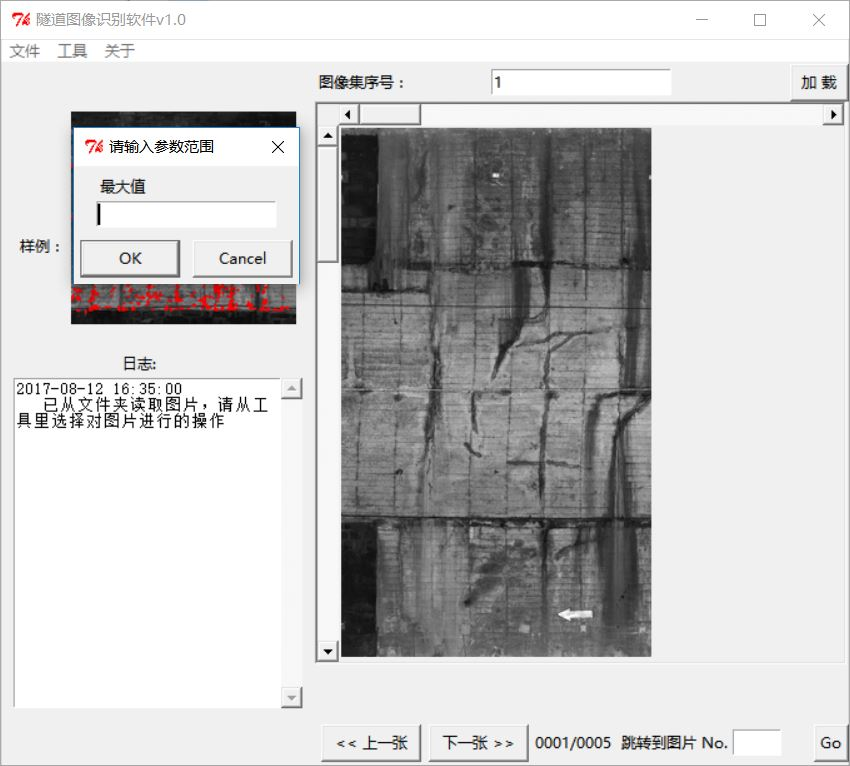 隧道图像识别软件v1.0
文件 工具 关于
图像集序号： 1 加 载
请输入参数范围
最大值
样例：
OK Cancel
日志:
2017-08-12 16:35:00
已从文件夹读取图片，请从工
具里选择对图片进行的操作
<< 上一张 下一张 >> 0001/0005 跳转到图片 No. Go